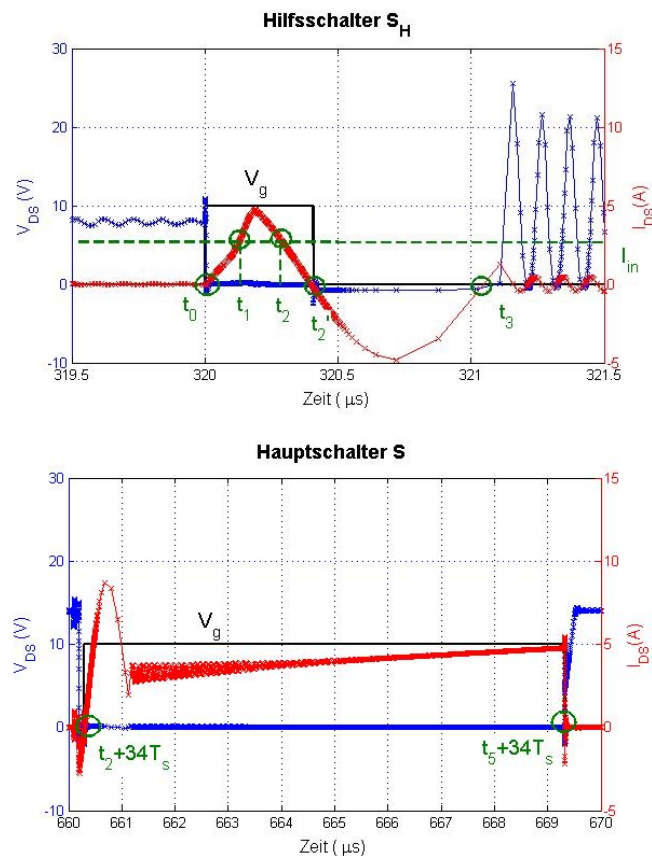 Hilfsschalter S_H
30
20
10
0
-10
V_DS (V)
15
10
5
0
-5
I_DS(A)
V_g
I_in
t_0
t_1
t_2
t_2'
t_3
319.5 320 320.5 321 321.5
Zeit ( µs)
Hauptschalter S
30
20
10
0
-10
V_DS (V)
15
10
5
0
-5
I_DS(A)
V_g
t_2+34T_s
t_5+34T_s
660 661 662 663 664 665 666 667 668 669 670
Zeit ( µs)